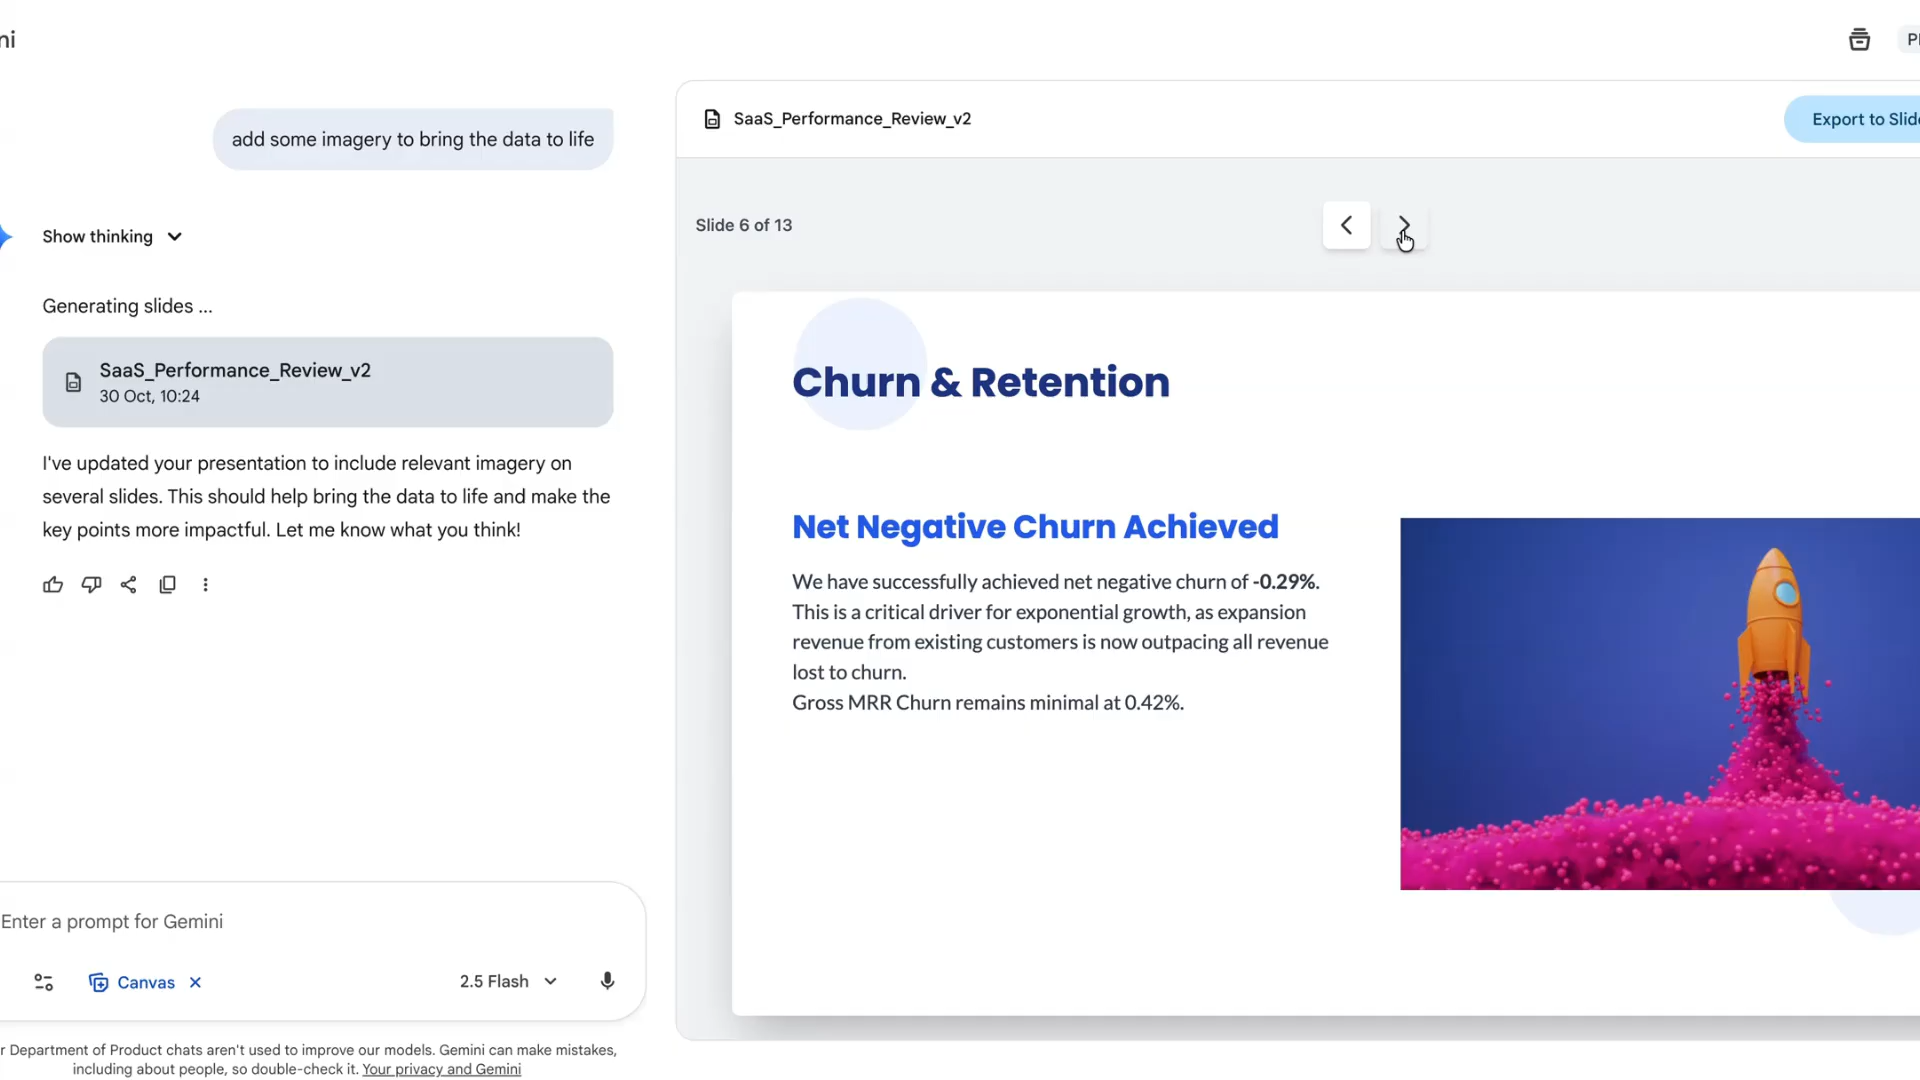 ni
add some imagery to bring the data to life
Show thinking
Generating slides ...
SaaS_Performance_Review_v2
30 Oct, 10:24
I've updated your presentation to include relevant imagery on
several slides. This should help bring the data to life and make the
key points more impactful. Let me know what you think!
Enter a prompt for Gemini
Canvas
2.5 Flash
r Department of Product chats aren't used to improve our models. Gemini can make mistakes,
including about people, so double-check it. Your privacy and Gemini
SaaS_Performance_Review_v2
Export to Slid
Slide 6 of 13
Churn & Retention
Net Negative Churn Achieved
We have successfully achieved net negative churn of -0.29%.
This is a critical driver for exponential growth, as expansion
revenue from existing customers is now outpacing all revenue
lost to churn.
Gross MRR Churn remains minimal at 0.42%.